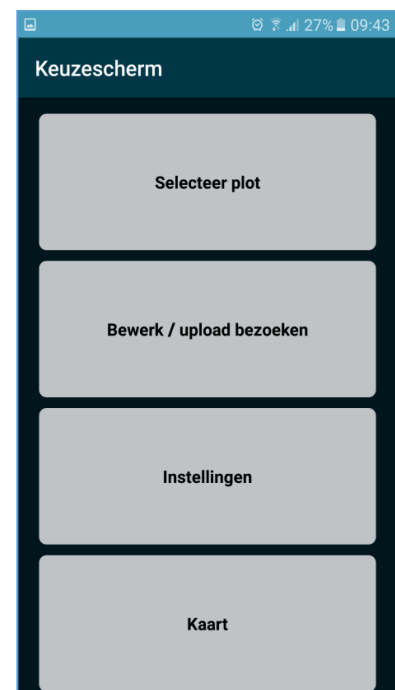 27% 09:43
Keuzescherm
Selecteer plot
Bewerk / upload bezoeken
Instellingen
Kaart